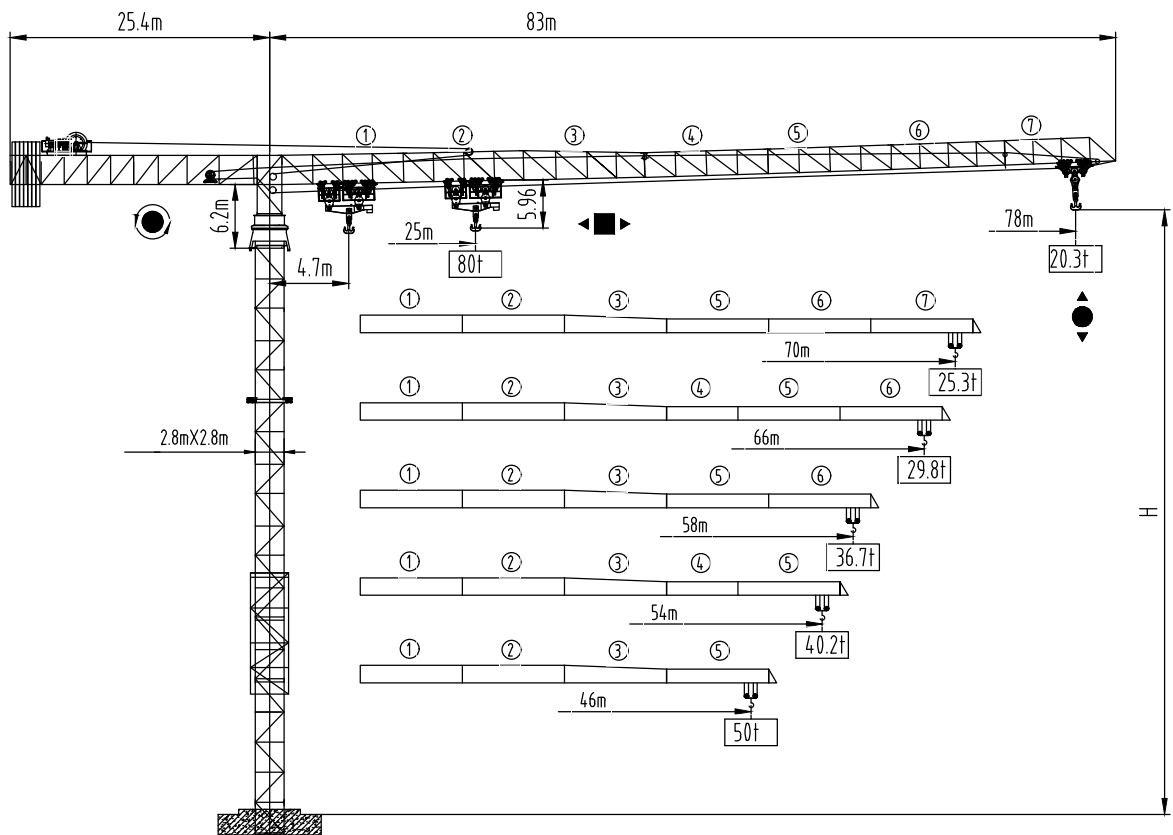 25.4m
83m
①
②
③
④
⑤
⑥
⑦
6.2m
5.96
25m
80t
4.7m
78m
20.3t
①
②
③
⑤
⑥
⑦
70m
25.3t
①
②
③
④
⑤
⑥
2.8mX2.8m
66m
29.8t
①
②
③
⑤
⑥
58m
36.7t
H
①
②
③
④
⑤
54m
40.2t
①
②
③
⑤
46m
50t